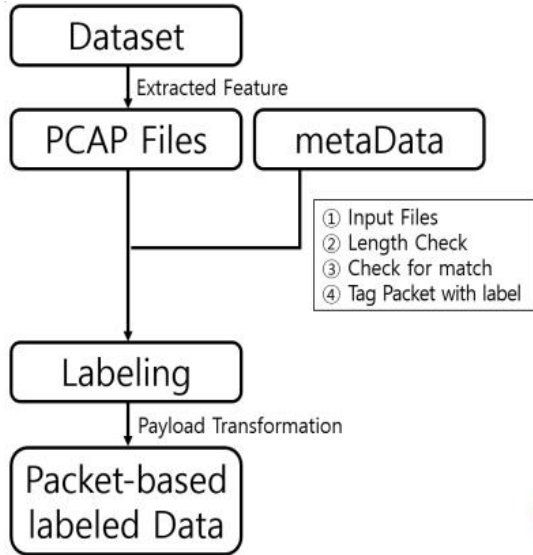 Dataset
Extracted Feature
PCAP Files
metaData
① Input Files
② Length Check
③ Check for match
④ Tag Packet with label
Labeling
Payload Transformation
Packet-based
labeled Data